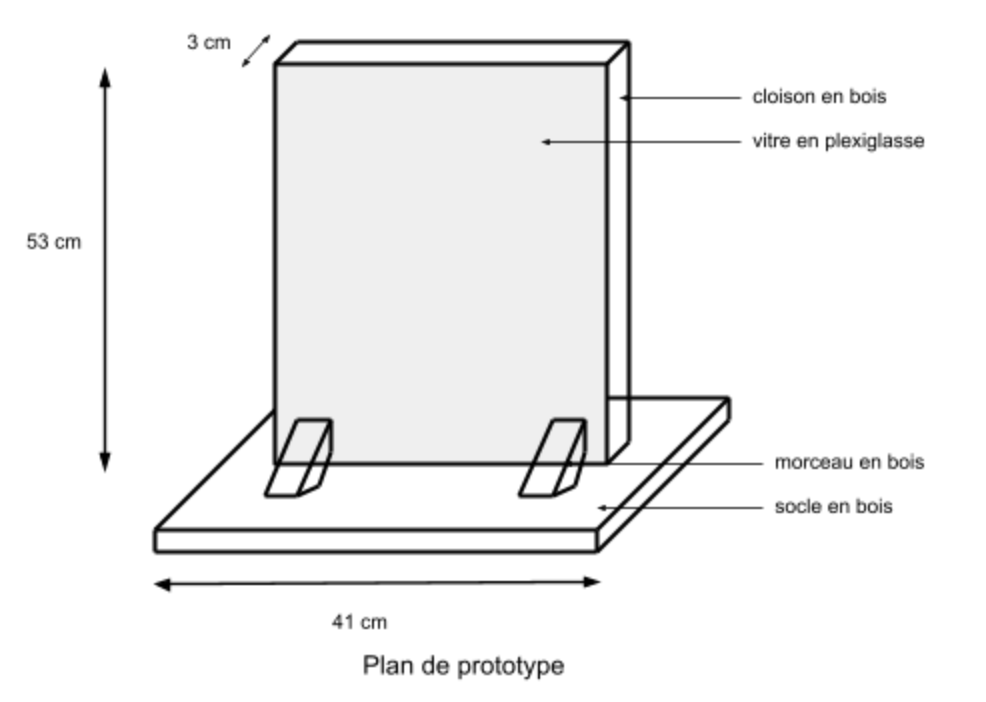 3 cm
cloison en bois
vitre en plexiglasse
53 cm
morceau en bois
socle en bois
41 cm
Plan de prototype